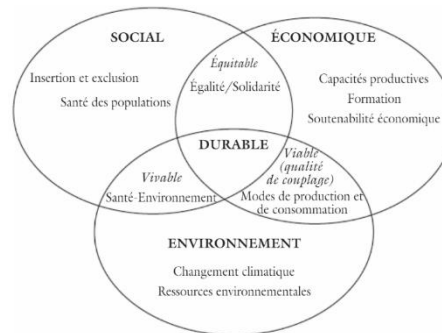 SOCIAL
ÉCONOMIQUE
Équitable
Égalité/Solidarité
Insertion et exclusion
Santé des populations
Capacités productives
Formation
Soutenabilité économique
DURABLE
Vivable
Santé-Environnement
Viable
(qualité
de couplage)
Modes de production et
de consommation
ENVIRONNEMENT
Changement climatique
Ressources environnementales